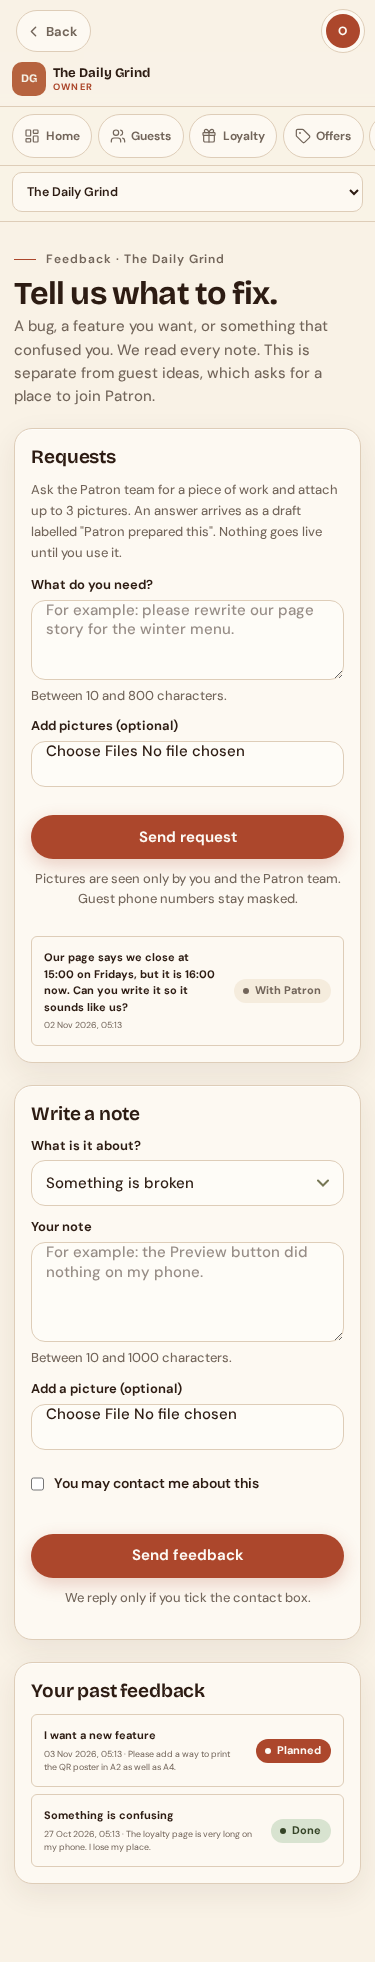 Back
O
DG
The Daily Grind
OWNER
Home
Guests
Loyalty
Offers
The Daily Grind
Feedback · The Daily Grind
Tell us what to fix.
A bug, a feature you want, or something that
confused you. We read every note. This is
separate from guest ideas, which asks for a
place to join Patron.
Requests
Ask the Patron team for a piece of work and attach
up to 3 pictures. An answer arrives as a draft
labelled "Patron prepared this". Nothing goes live
until you use it.
What do you need?
For example: please rewrite our page
story for the winter menu.
Between 10 and 800 characters.
Add pictures (optional)
Choose Files No file chosen
Send request
Pictures are seen only by you and the Patron team.
Guest phone numbers stay masked.
Our page says we close at
15:00 on Fridays, but it is 16:00
now. Can you write it so it
sounds like us?
02 Nov 2026, 05:13
With Patron
Write a note
What is it about?
Something is broken
Your note
For example: the Preview button did
nothing on my phone.
Between 10 and 1000 characters.
Add a picture (optional)
Choose File No file chosen
You may contact me about this
Send feedback
We reply only if you tick the contact box.
Your past feedback
I want a new feature
03 Nov 2026, 05:13 · Please add a way to print
the QR poster in A2 as well as A4.
Planned
Something is confusing
27 Oct 2026, 05:13 · The loyalty page is very long on
my phone. I lose my place.
Done